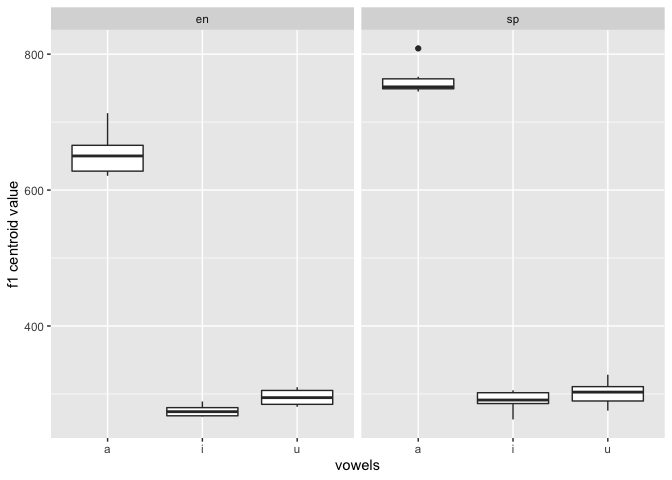 en sp
800
600
400
f1 centroid value
a i u a i u
vowels